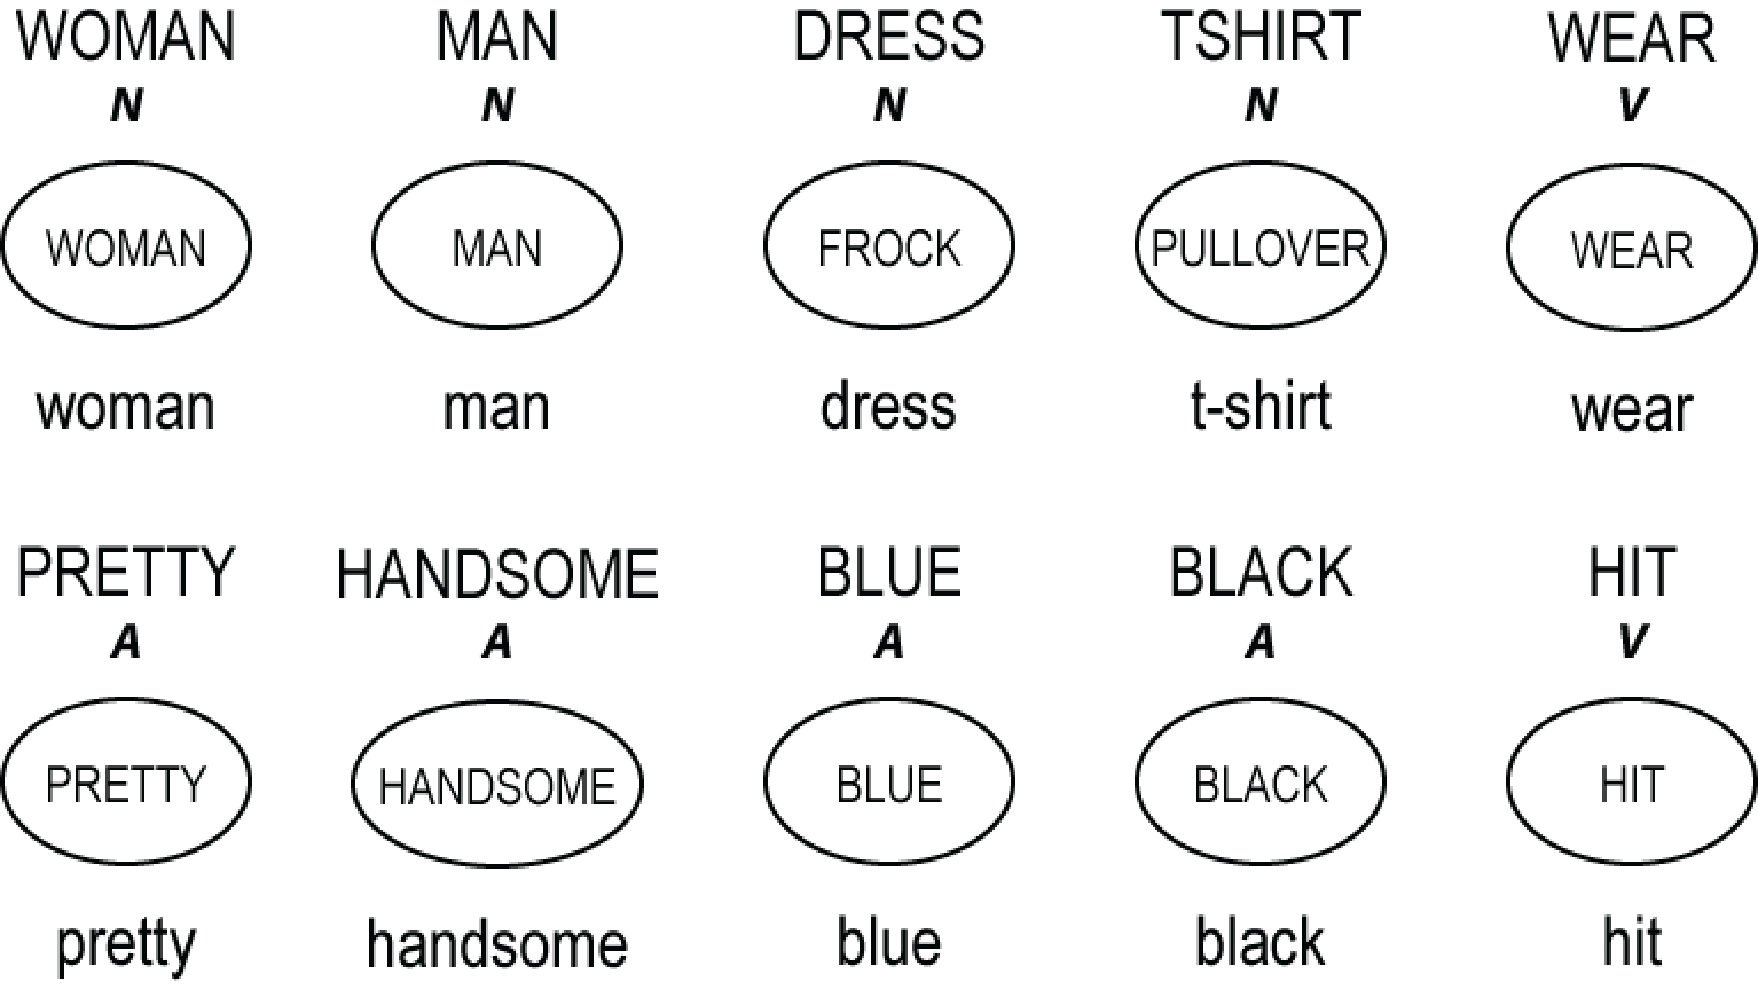 WOMAN MAN DRESS TSHIRT WEAR
N N N N V
WOMAN MAN FROCK PULLOVER WEAR
woman man dress t-shirt wear
PRETTY HANDSOME BLUE BLACK HIT
A A A A V
PRETTY HANDSOME BLUE BLACK HIT
pretty handsome blue black hit